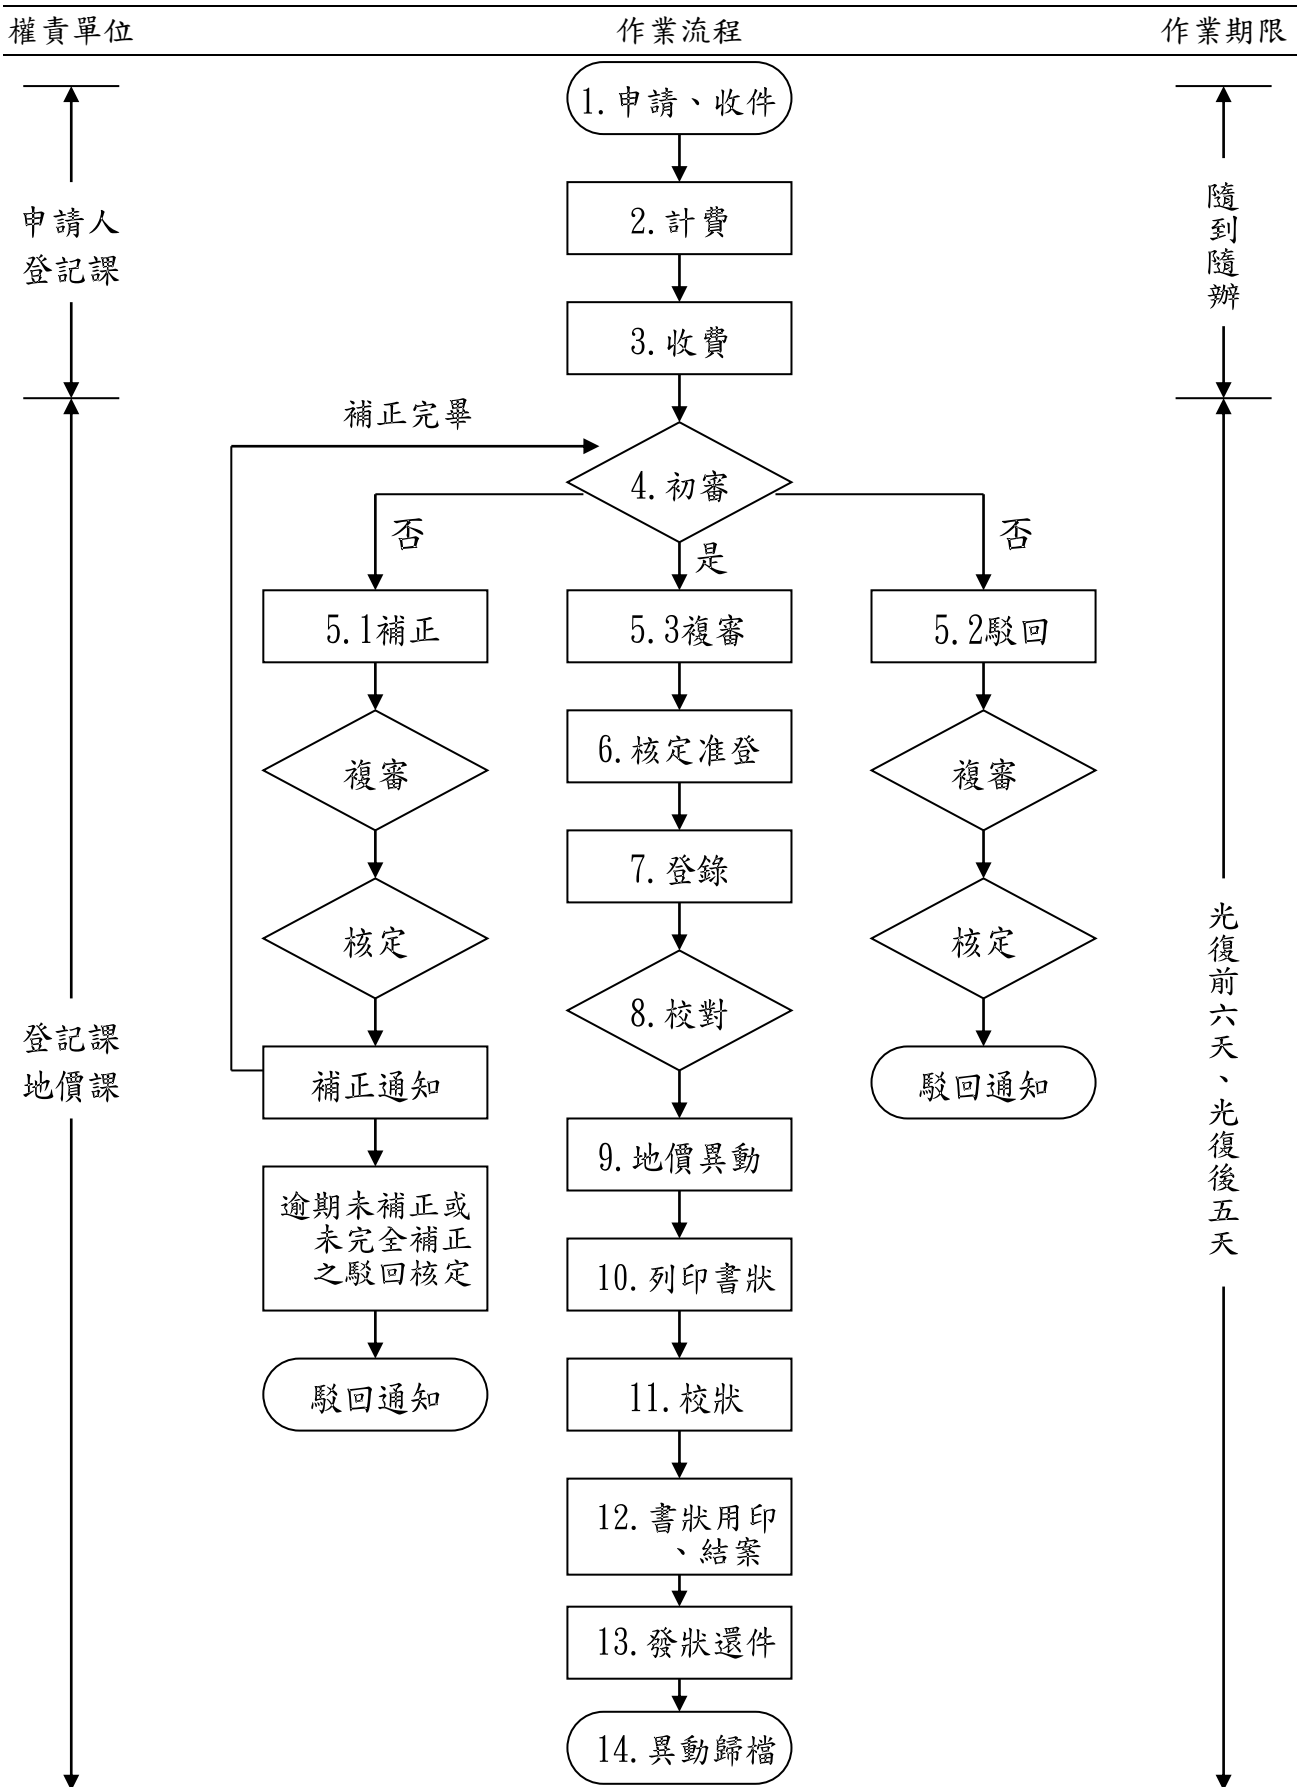 權責單位
作業流程
作業期限
1.申請、收件
2.計費
3.收費
申請人
登記課
隨到隨辦
補正完畢
4.初審
否
是
否
5.1補正
5.3複審
5.2駁回
複審
6.核定准登
複審
7.登錄
核定
核定
8.校對
登記課
地價課
光復前六天、光復後五天
補正通知
駁回通知
9.地價異動
逾期未補正或
未完全補正
之駁回核定
10.列印書狀
駁回通知
11.校狀
12.書狀用印
、結案
13.發狀還件
14.異動歸檔